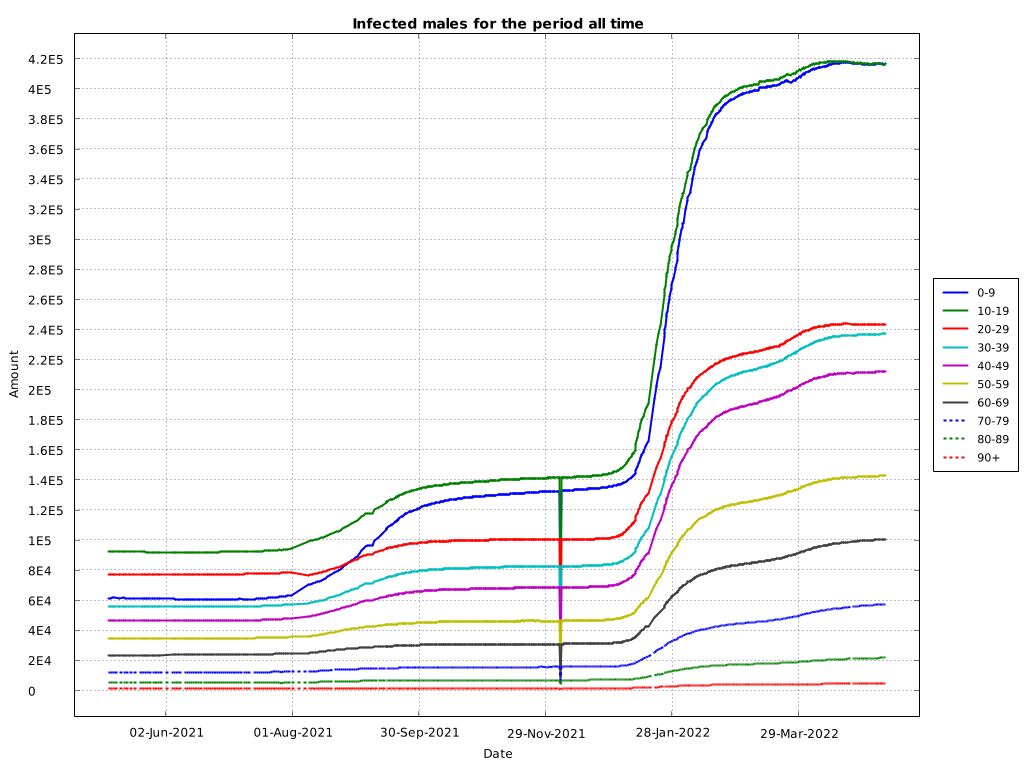 Infected males for the period all time
Amount
4.2E5
4E5
3.8E5
3.6E5
3.4E5
3.2E5
3E5
2.8E5
2.6E5
2.4E5
2.2E5
2E5
1.8E5
1.6E5
1.4E5
1.2E5
1E5
8E4
6E4
4E4
2E4
0
02-Jun-2021 01-Aug-2021 30-Sep-2021 29-Nov-2021 28-Jan-2022 29-Mar-2022
Date
0-9
10-19
20-29
30-39
40-49
50-59
60-69
70-79
80-89
90+